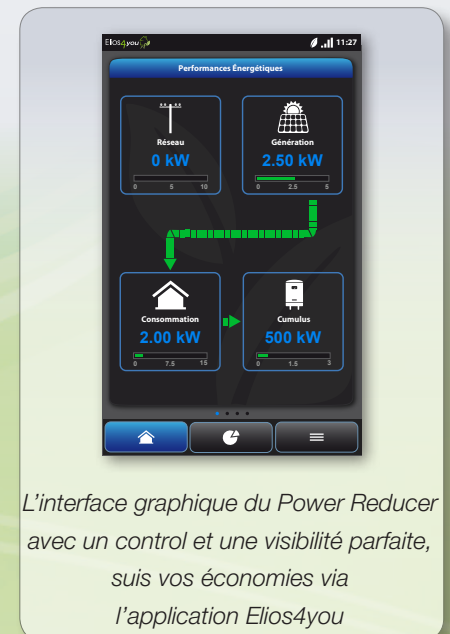 Elios4you
11:27
Performances Énergétiques
Réseau
0 kW
0 5 10
Génération
2.50 kW
0 2.5 5
Consommation
2.00 kW
0 7.5 15
Cumulus
500 kW
0 1.5 3
L’interface graphique du Power Reducer
avec un control et une visibilité parfaite,
suis vos économies via
l’application Elios4you